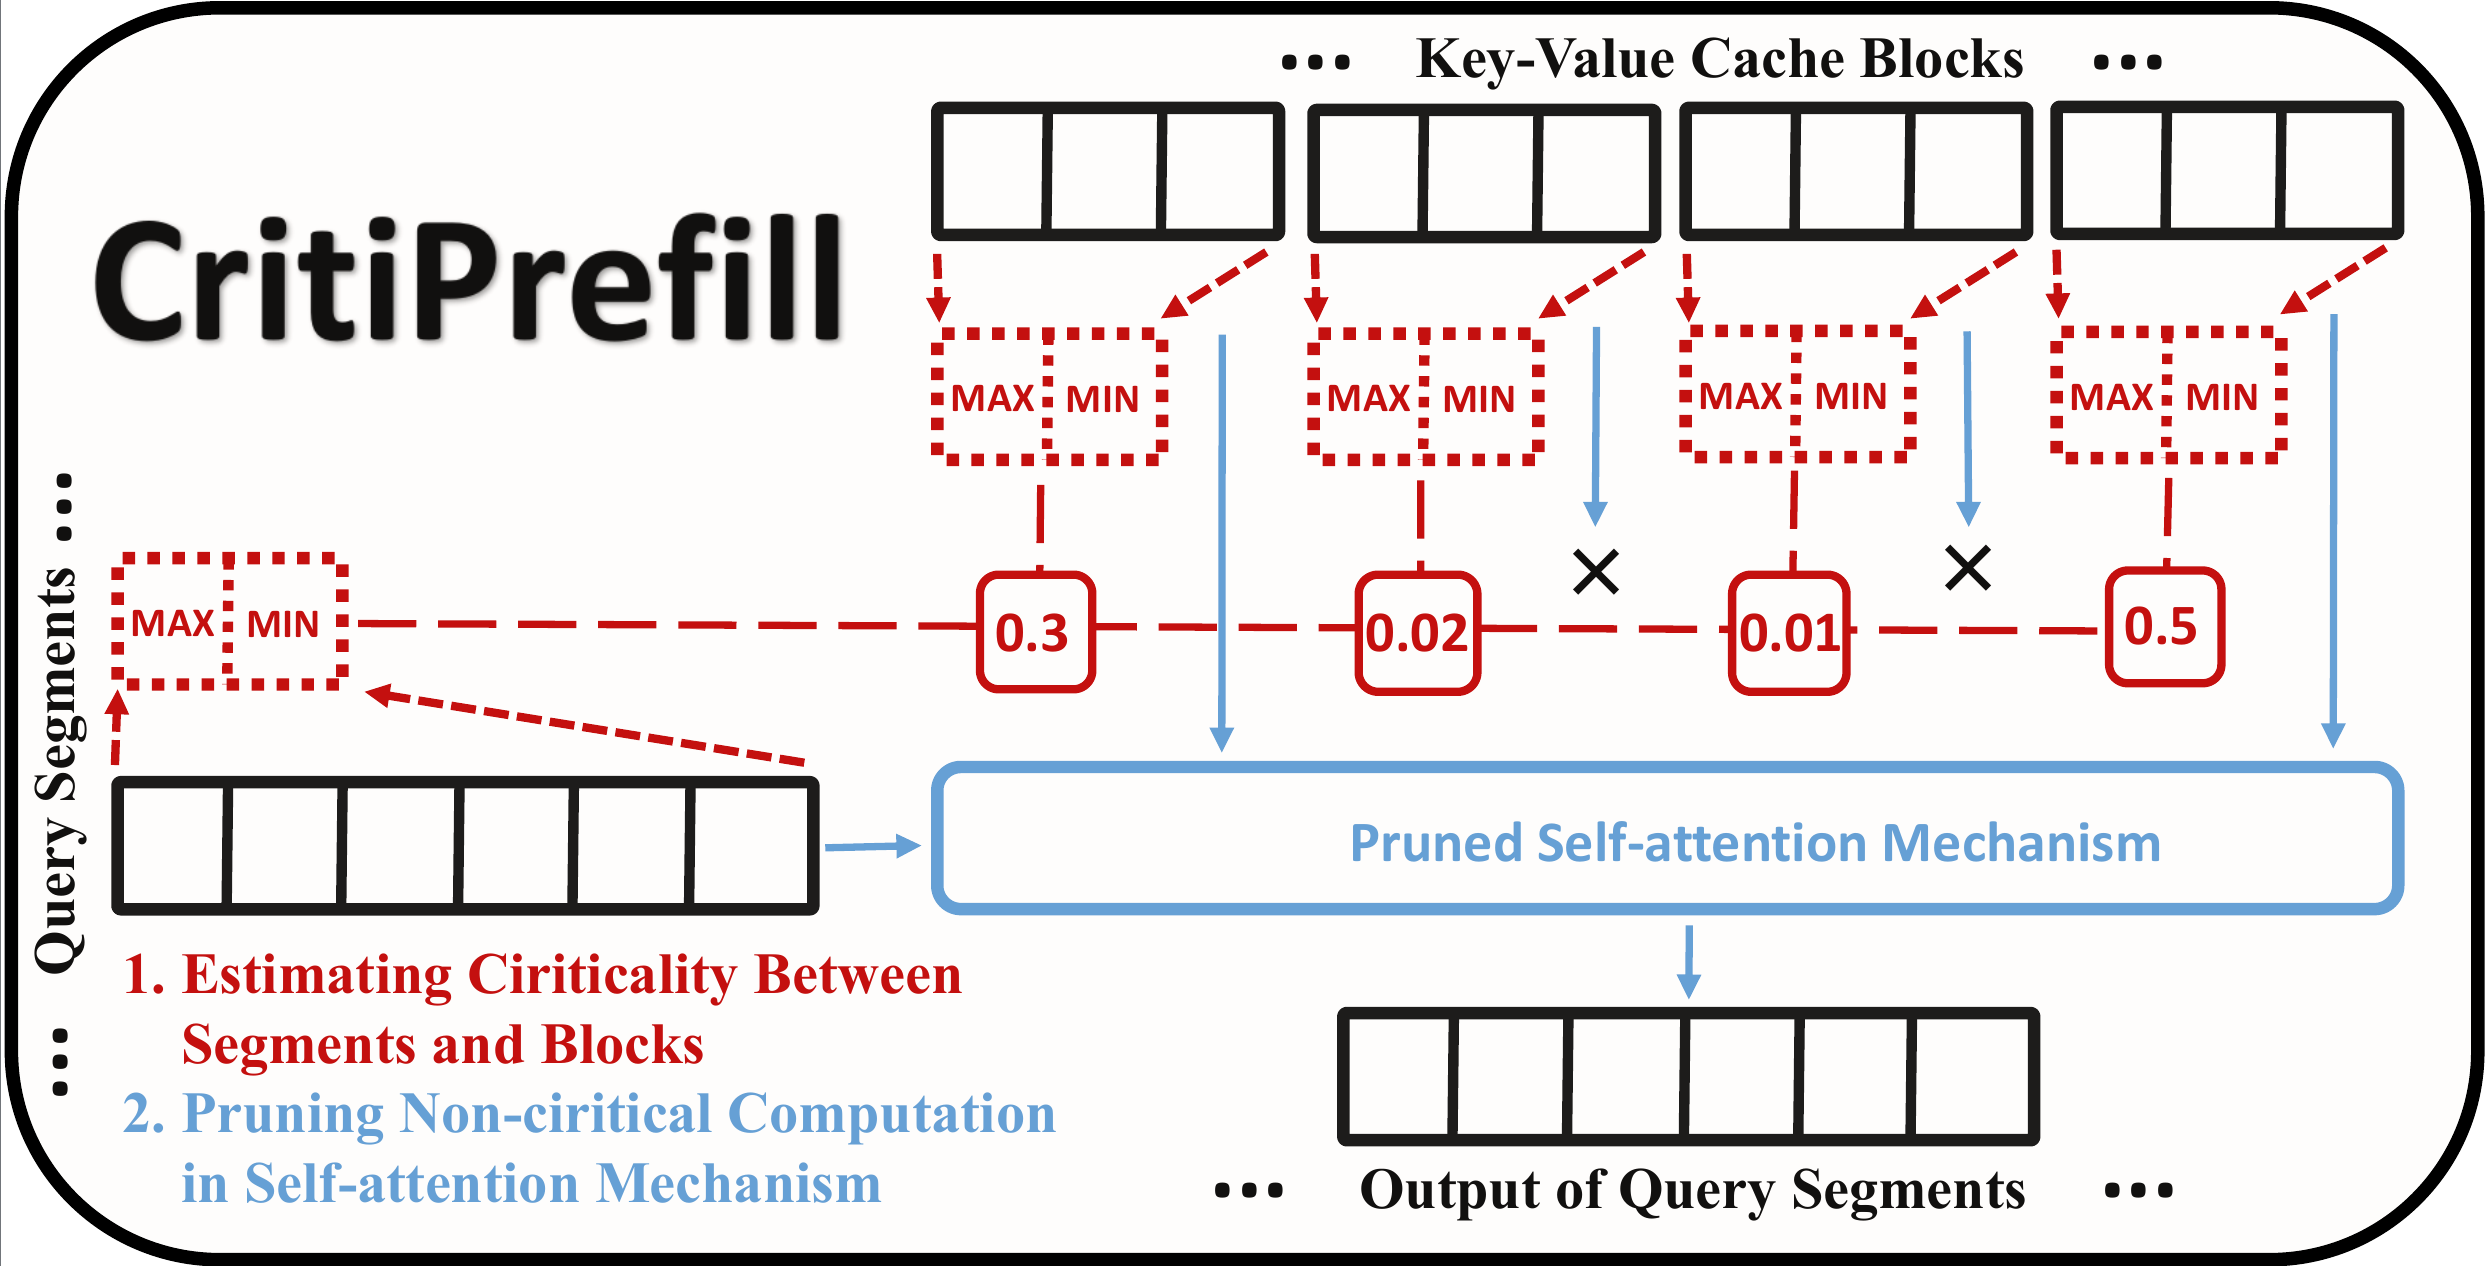 ... Key-Value Cache Blocks ...
CritiPrefill
MAX MIN MAX MIN MAX MIN MAX MIN
Query Segments
MAX MIN
0.3 0.02 0.01 0.5
Pruned Self-attention Mechanism
1. Estimating Ciriticality Between
Segments and Blocks
2. Pruning Non-ciritical Computation
in Self-attention Mechanism
... Output of Query Segments ...